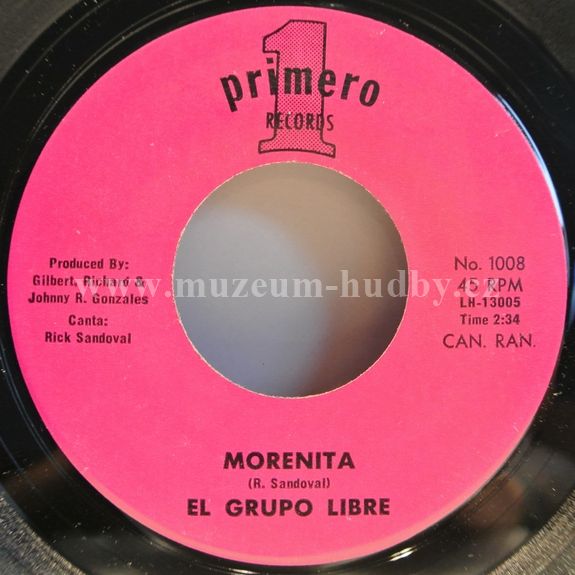 1
primero
RECORDS
Produced By:
Gilbert, Richard &
Johnny R. Gonzales
Canta:
Rick Sandoval
No. 1008
45 RPM
LH-13005
Time 2:34
CAN. RAN.
www.muzeum-hudby.cz
MORENITA
(R. Sandoval)
EL GRUPO LIBRE